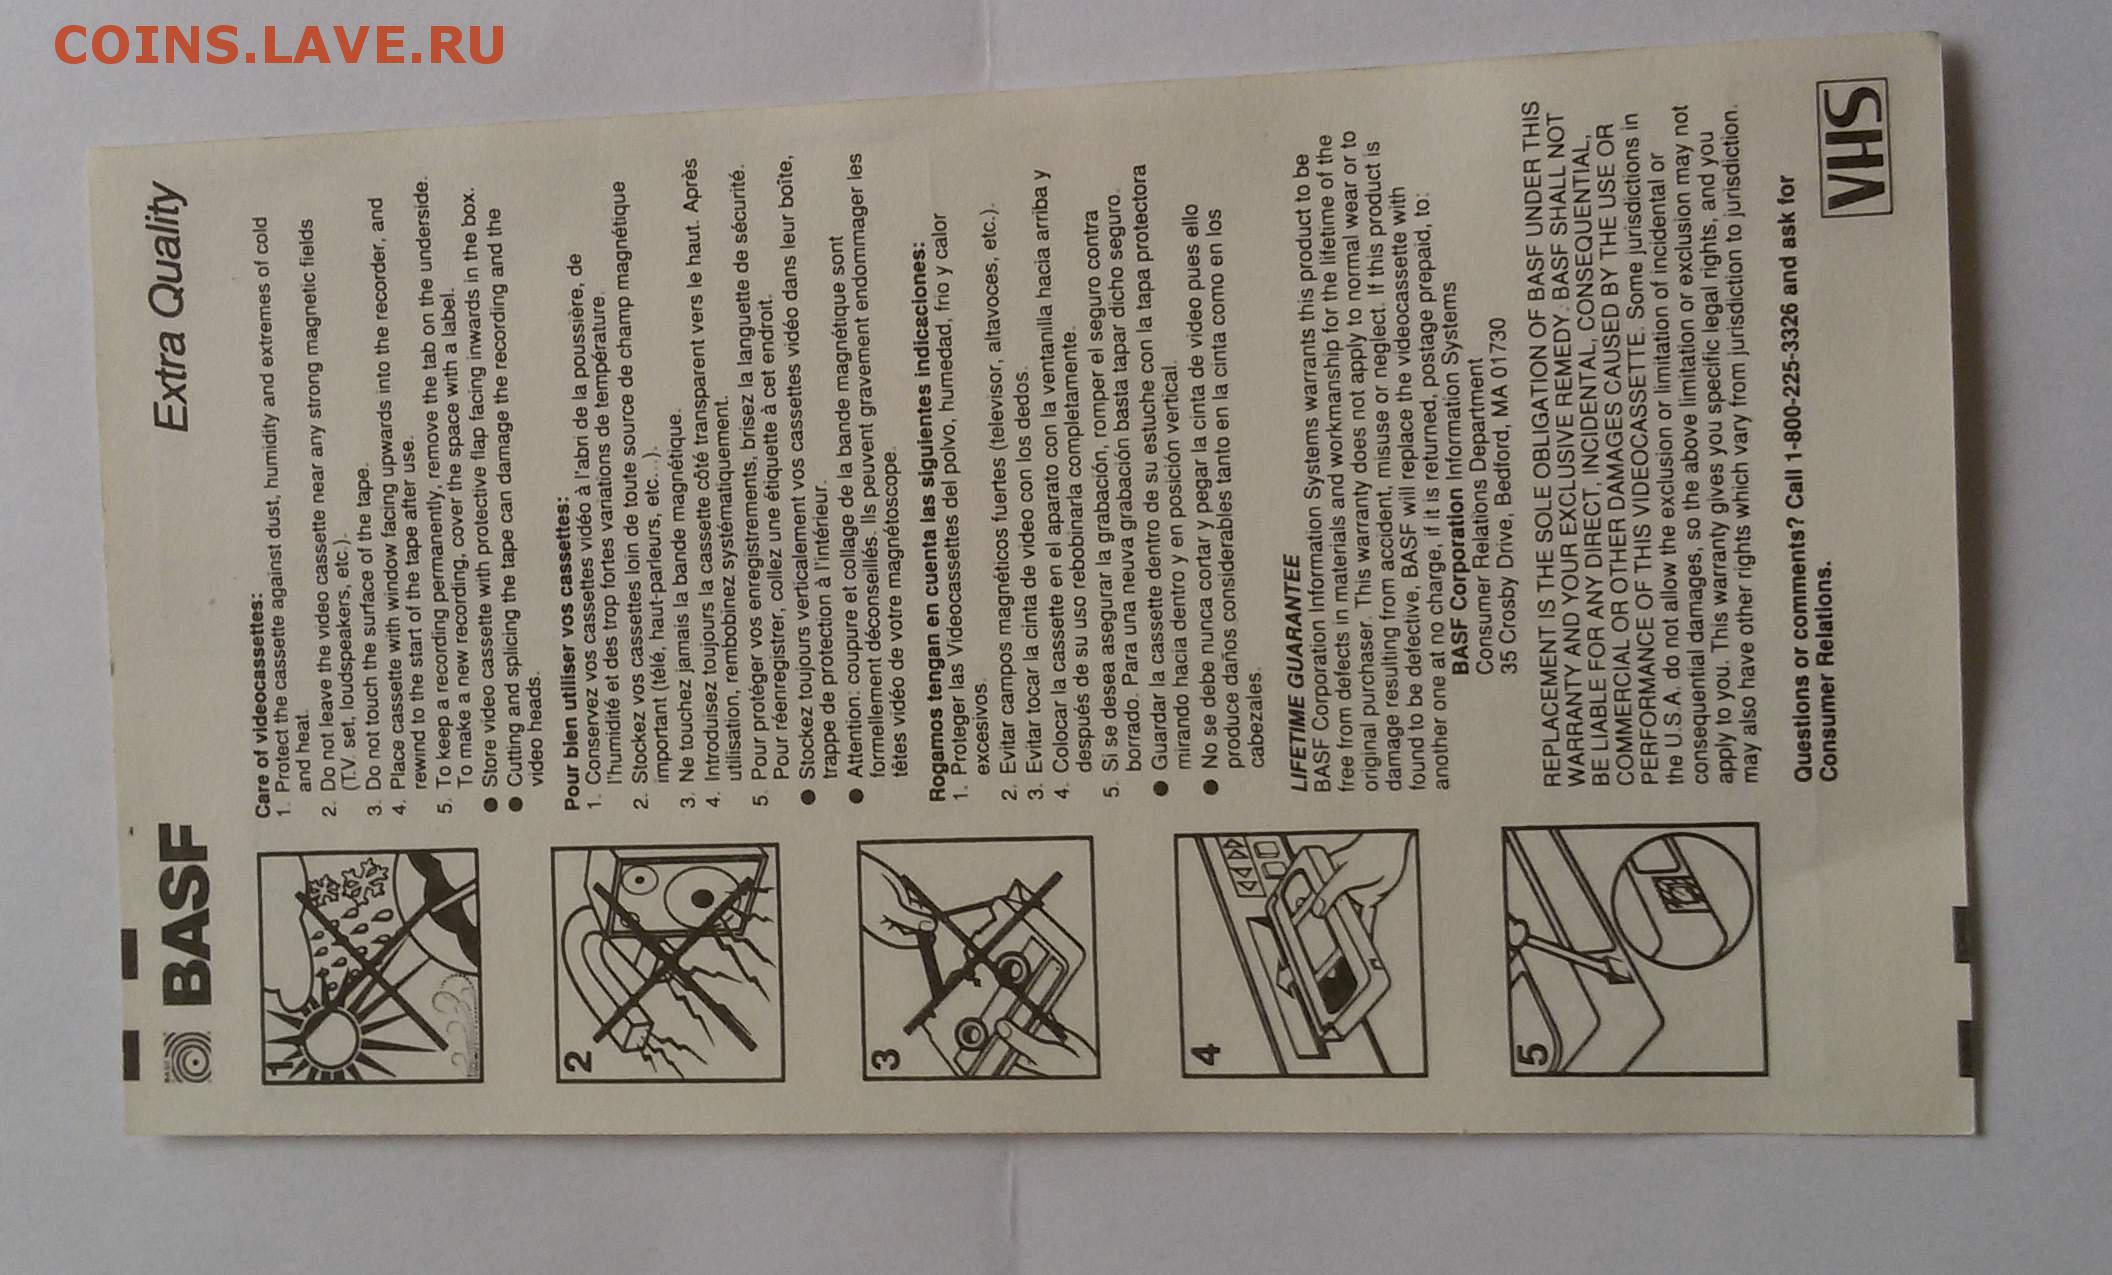 COINS.LAVE.RU
BASF
Extra Quality
Care of videocassettes:
1. Protect the cassette against dust, humidity and extremes of cold
and heat.
2. Do not leave the video cassette near any strong magnetic fields
(T.V. set, loudspeakers, etc.).
3. Do not touch the surface of the tape.
4. Place cassette with window facing upwards into the recorder, and
rewind to the start of the tape after use.
5. To keep a recording permanently, remove the tab on the underside.
To make a new recording, cover the space with a label.
● Store video cassette with protective flap facing inwards in the box.
● Cutting and splicing the tape can damage the recording and the
video heads.
Pour bien utiliser vos cassettes:
1. Conservez vos cassettes vidéo à l'abri de la poussière, de
l'humidité et des trop fortes variations de température.
2. Stockez vos cassettes loin de toute source de champ magnétique
important (télé, haut-parleurs, etc...).
3. Ne touchez jamais la bande magnétique.
4. Introduisez toujours la cassette côté transparent vers le haut. Après
utilisation, rembobinez systématiquement.
5. Pour protéger vos enregistrements, brisez la languette de sécurité.
Pour réenregistrer, collez une étiquette à cet endroit.
● Stockez toujours verticalement vos cassettes vidéo dans leur boîte,
trappe de protection à l'intérieur.
● Attention: coupure et collage de la bande magnétique sont
formellement déconseillés. Ils peuvent gravement endommager les
têtes vidéo de votre magnétoscope.
Rogamos tengan en cuenta las siguientes indicaciones:
1. Proteger las Videocassettes del polvo, humedad, frio y calor
excesivos.
2. Evitar campos magnéticos fuertes (televisor, altavoces, etc.).
3. Evitar tocar la cinta de video con los dedos.
4. Colocar la cassette en el aparato con la ventanilla hacia arriba y
después de su uso rebobinarla completamente.
5. Si se desea asegurar la grabación, romper el seguro contra
borrado. Para una neuva grabación basta tapar dicho seguro.
● Guardar la cassette dentro de su estuche con la tapa protectora
mirando hacia dentro y en posición vertical.
● No se debe nunca cortar y pegar la cinta de video pues ello
produce daños considerables tanto en la cinta como en los
cabezales.
LIFETIME GUARANTEE
BASF Corporation Information Systems warrants this product to be
free from defects in materials and workmanship for the lifetime of the
original purchaser. This warranty does not apply to normal wear or to
damage resulting from accident, misuse or neglect. If this product is
found to be defective, BASF will replace the videocassette with
another one at no charge, if it is returned, postage prepaid, to:
BASF Corporation Information Systems
Consumer Relations Department
35 Crosby Drive, Bedford, MA 01730
REPLACEMENT IS THE SOLE OBLIGATION OF BASF UNDER THIS
WARRANTY AND YOUR EXCLUSIVE REMEDY. BASF SHALL NOT
BE LIABLE FOR ANY DIRECT, INCIDENTAL, CONSEQUENTIAL,
COMMERCIAL OR OTHER DAMAGES CAUSED BY THE USE OR
PERFORMANCE OF THIS VIDEOCASSETTE. Some jurisdictions in
the U.S.A. do not allow the exclusion or limitation of incidental or
consequential damages, so the above limitation or exclusion may not
apply to you. This warranty gives you specific legal rights, and you
may also have other rights which vary from jurisdiction to jurisdiction.
Questions or comments? Call 1-800-225-3326 and ask for
Consumer Relations.
1
2
3
4
5
VHS